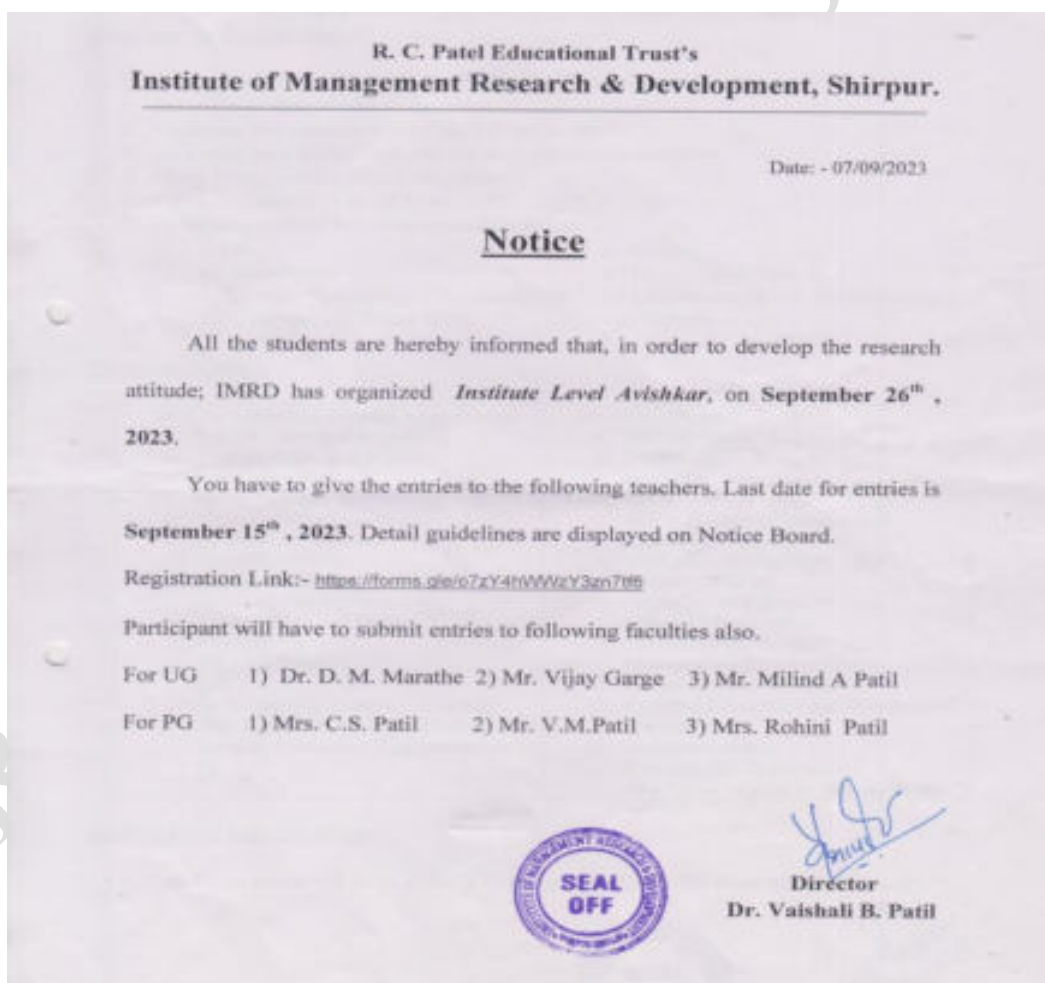 R. C. Patel Educational Trust's
Institute of Management Research & Development, Shirpur.
Date: - 07/09/2023
Notice
All the students are hereby informed that, in order to develop the research
attitude; IMRD has organized Institute Level Avishkar, on September 26th ,
2023.
You have to give the entries to the following teachers. Last date for entries is
September 15th , 2023. Detail guidelines are displayed on Notice Board.
Registration Link:-
Participant will have to submit entries to following faculties also.
For UG 1) Dr. D. M. Marathe 2) Mr. Vijay Garge 3) Mr. Milind A Patil
For PG 1) Mrs. C.S. Patil 2) Mr. V.M.Patil 3) Mrs. Rohini Patil
SEAL
OFF
Director
Dr. Vaishali B. Patil